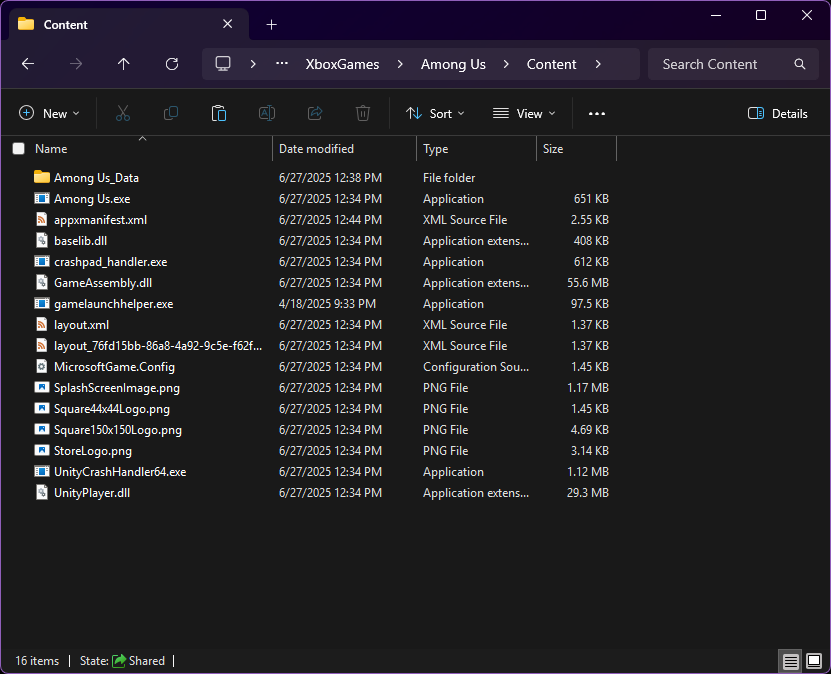 Content
XboxGames > Among Us > Content >
Search Content
New
Sort
View
Details
Name Date modified Type Size
Among Us_Data 6/27/2025 12:38 PM File folder
Among Us.exe 6/27/2025 12:34 PM Application 651 KB
appxmanifest.xml 6/27/2025 12:44 PM XML Source File 2.55 KB
baselib.dll 6/27/2025 12:34 PM Application extens... 408 KB
crashpad_handler.exe 6/27/2025 12:34 PM Application 612 KB
GameAssembly.dll 6/27/2025 12:34 PM Application extens... 55.6 MB
gamelaunchhelper.exe 4/18/2025 9:33 PM Application 97.5 KB
layout.xml 6/27/2025 12:34 PM XML Source File 1.37 KB
layout_76fd15bb-86a8-4a92-9c5e-f62f... 6/27/2025 12:34 PM XML Source File 1.37 KB
MicrosoftGame.Config 6/27/2025 12:34 PM Configuration Sou... 1.45 KB
SplashScreenImage.png 6/27/2025 12:34 PM PNG File 1.17 MB
Square44x44Logo.png 6/27/2025 12:34 PM PNG File 1.45 KB
Square150x150Logo.png 6/27/2025 12:34 PM PNG File 4.69 KB
StoreLogo.png 6/27/2025 12:34 PM PNG File 3.14 KB
UnityCrashHandler64.exe 6/27/2025 12:34 PM Application 1.12 MB
UnityPlayer.dll 6/27/2025 12:34 PM Application extens... 29.3 MB
16 items | State: Shared |